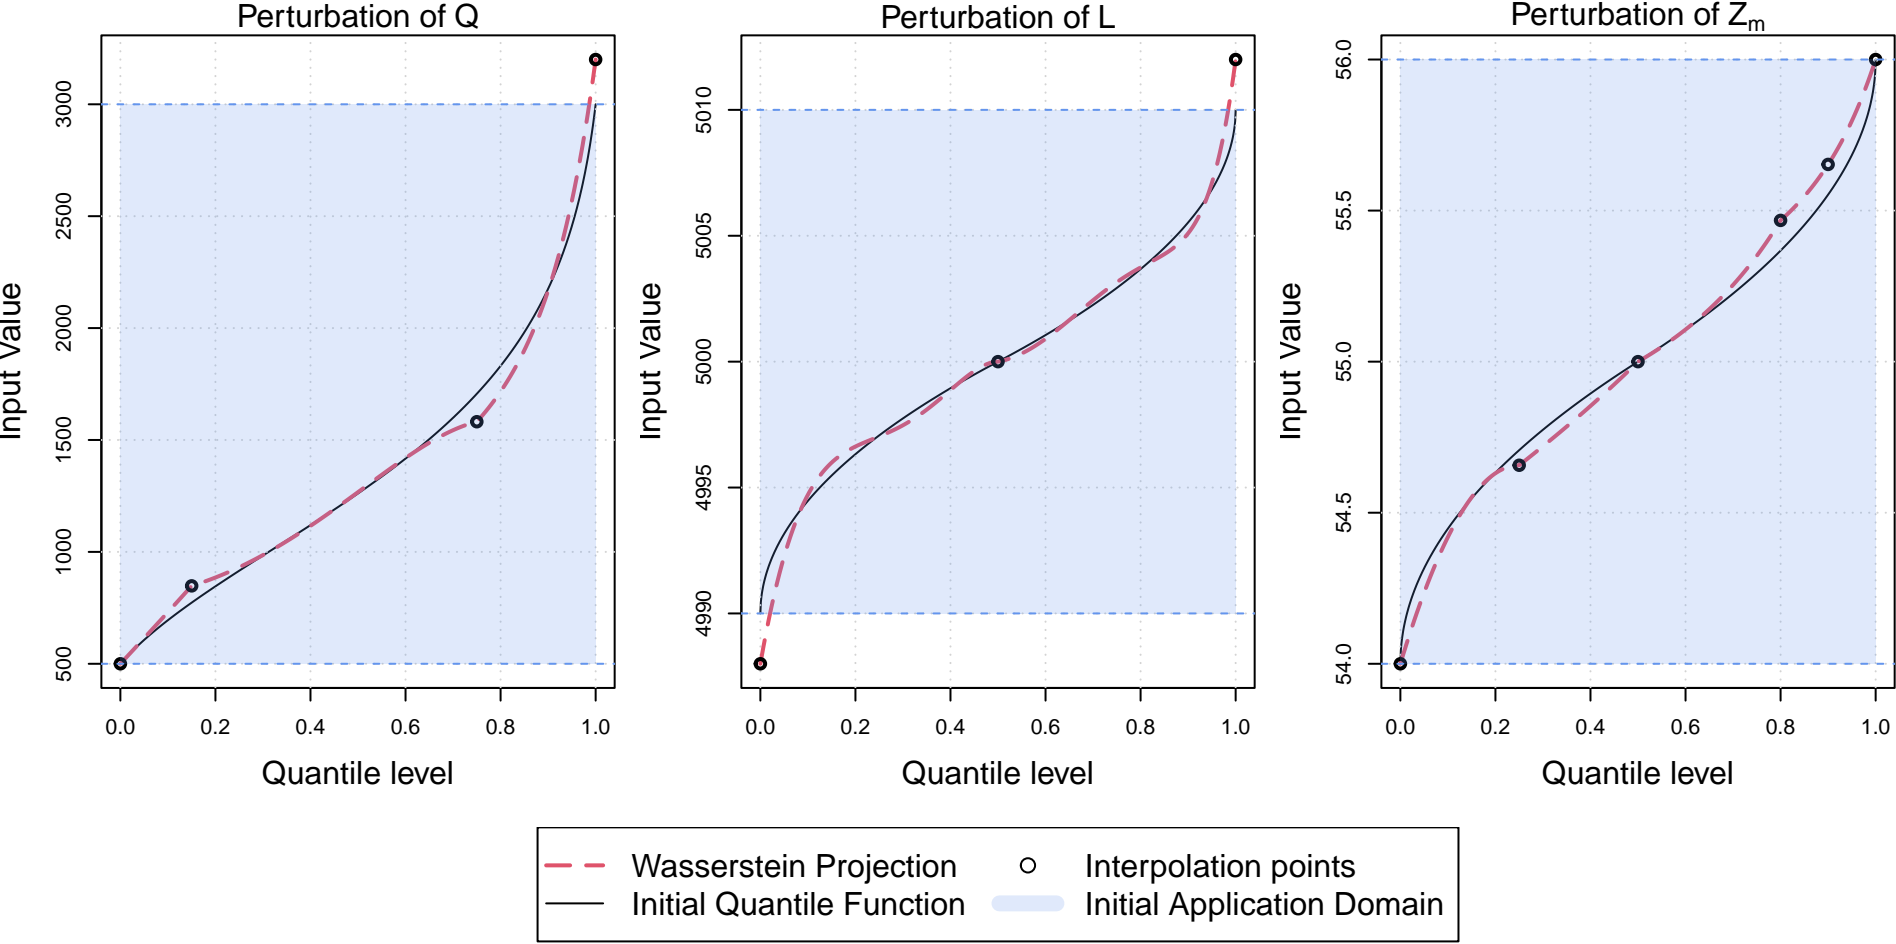 Perturbation of Q
Input Value
3000
2500
2000
1500
1000
500
0.0 0.2 0.4 0.6 0.8 1.0
Quantile level
Perturbation of L
Input Value
5010
5005
5000
4995
4990
0.0 0.2 0.4 0.6 0.8 1.0
Quantile level
Perturbation of Zm
Input Value
56.0
55.5
55.0
54.5
54.0
0.0 0.2 0.4 0.6 0.8 1.0
Quantile level
Wasserstein Projection
Initial Quantile Function
Interpolation points
Initial Application Domain